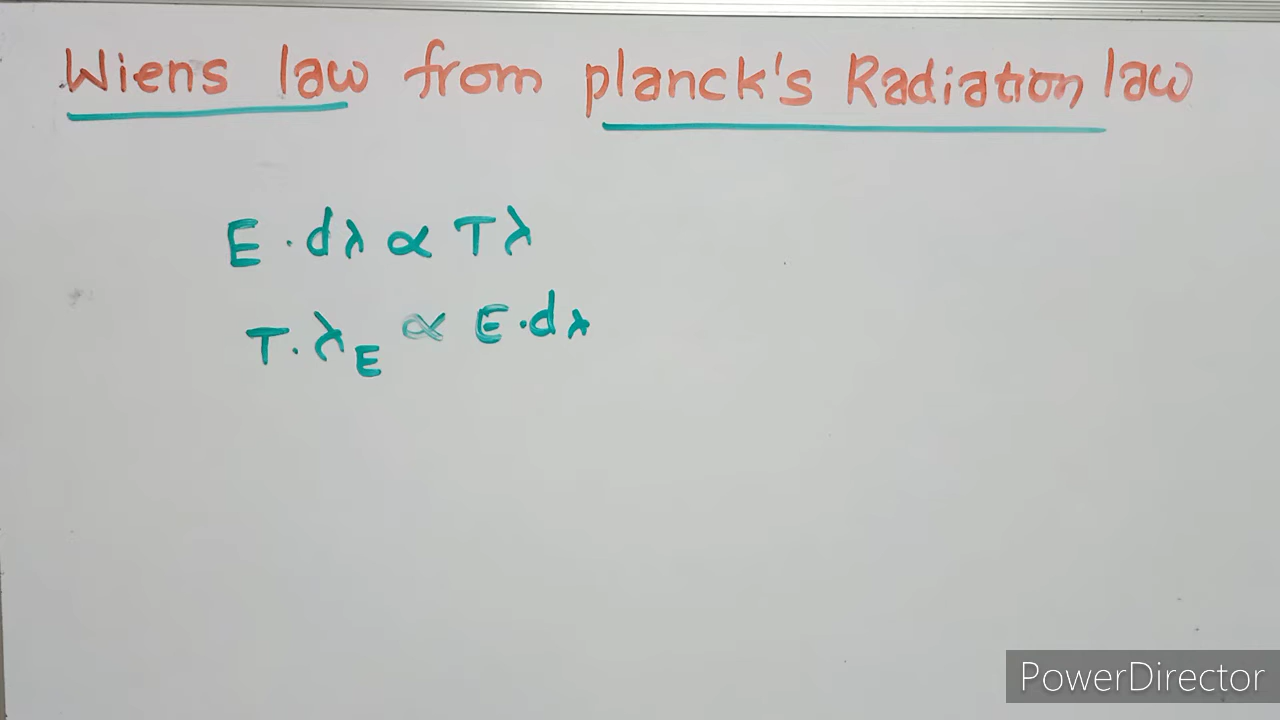 Wiens law from planck's Radiation law
E · dλ ∝ Tλ
T · λE ∝ E · dλ
PowerDirector